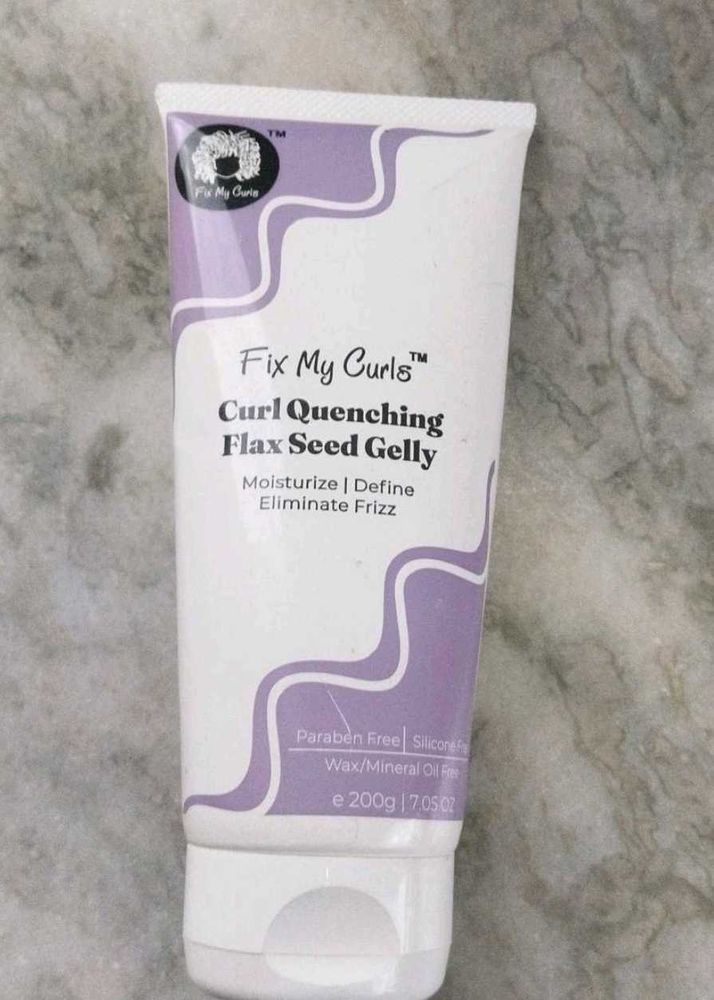 TM
Fix My Curls
Fix My Curls™
Curl Quenching
Flax Seed Gelly
Moisturize | Define
Eliminate Frizz
Paraben Free | Silicone Free
Wax/Mineral Oil Free
e 200g | 7.05 OZ